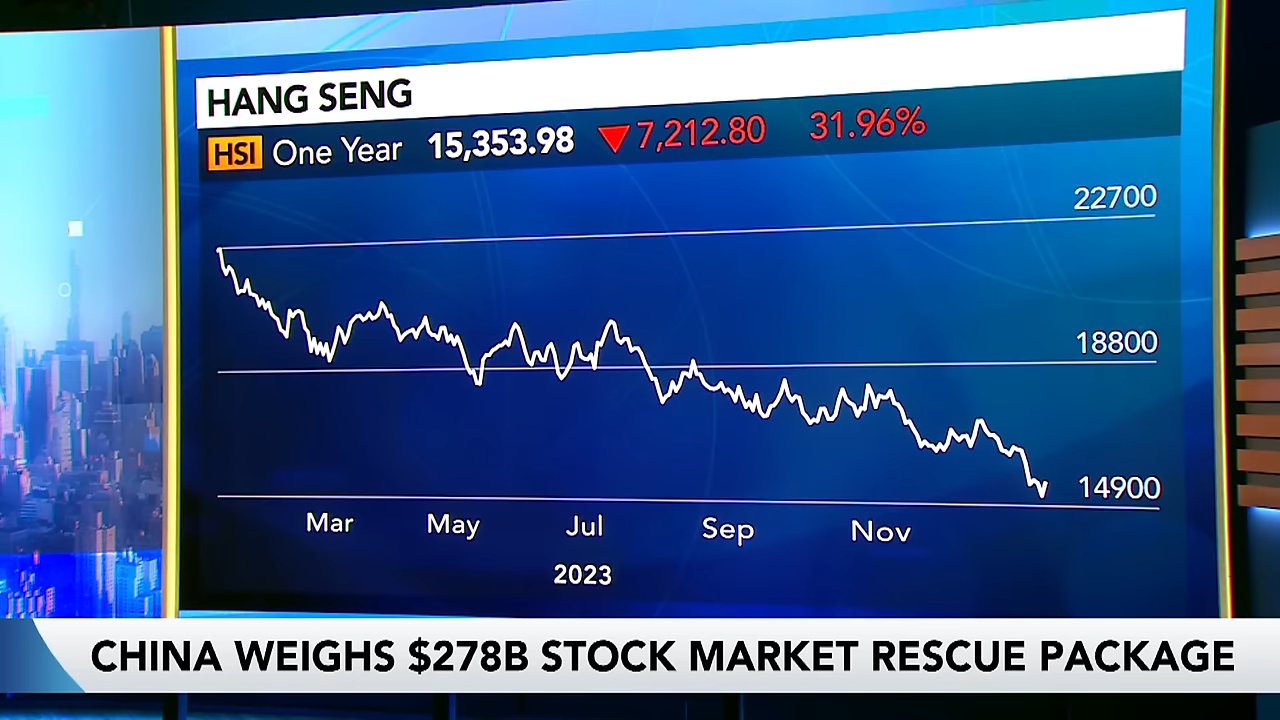 HANG SENG
HSI One Year 15,353.98 ▼7,212.80 31.96%
22700
18800
14900
Mar May Jul Sep Nov
2023
CHINA WEIGHS $278B STOCK MARKET RESCUE PACKAGE